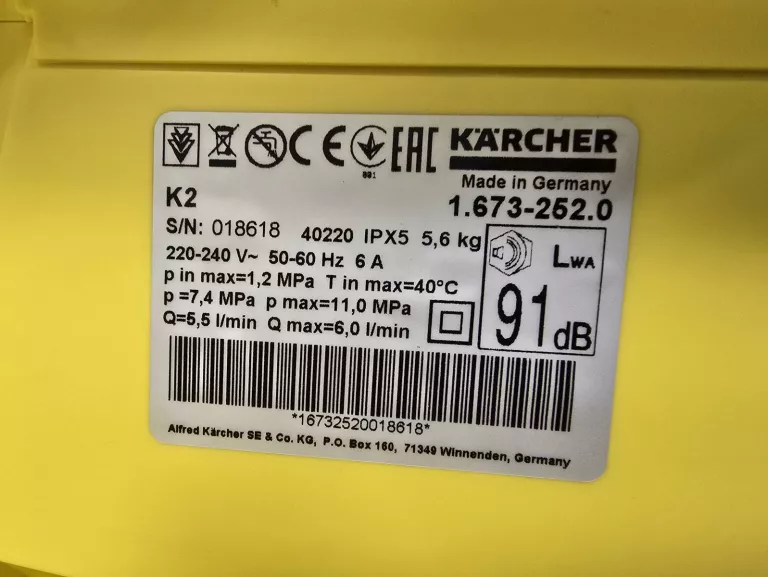 CE EAC KÄRCHER
001
Made in Germany
K2 1.673-252.0
S/N: 018618 40220 IPX5 5,6 kg
220-240 V~ 50-60 Hz 6 A
p in max=1,2 MPa T in max=40°C
p =7,4 MPa p max=11,0 MPa
Q=5,5 l/min Q max=6,0 l/min
LWA
91 dB
*16732520018618*
Alfred Kärcher SE & Co. KG, P.O. Box 160, 71349 Winnenden, Germany